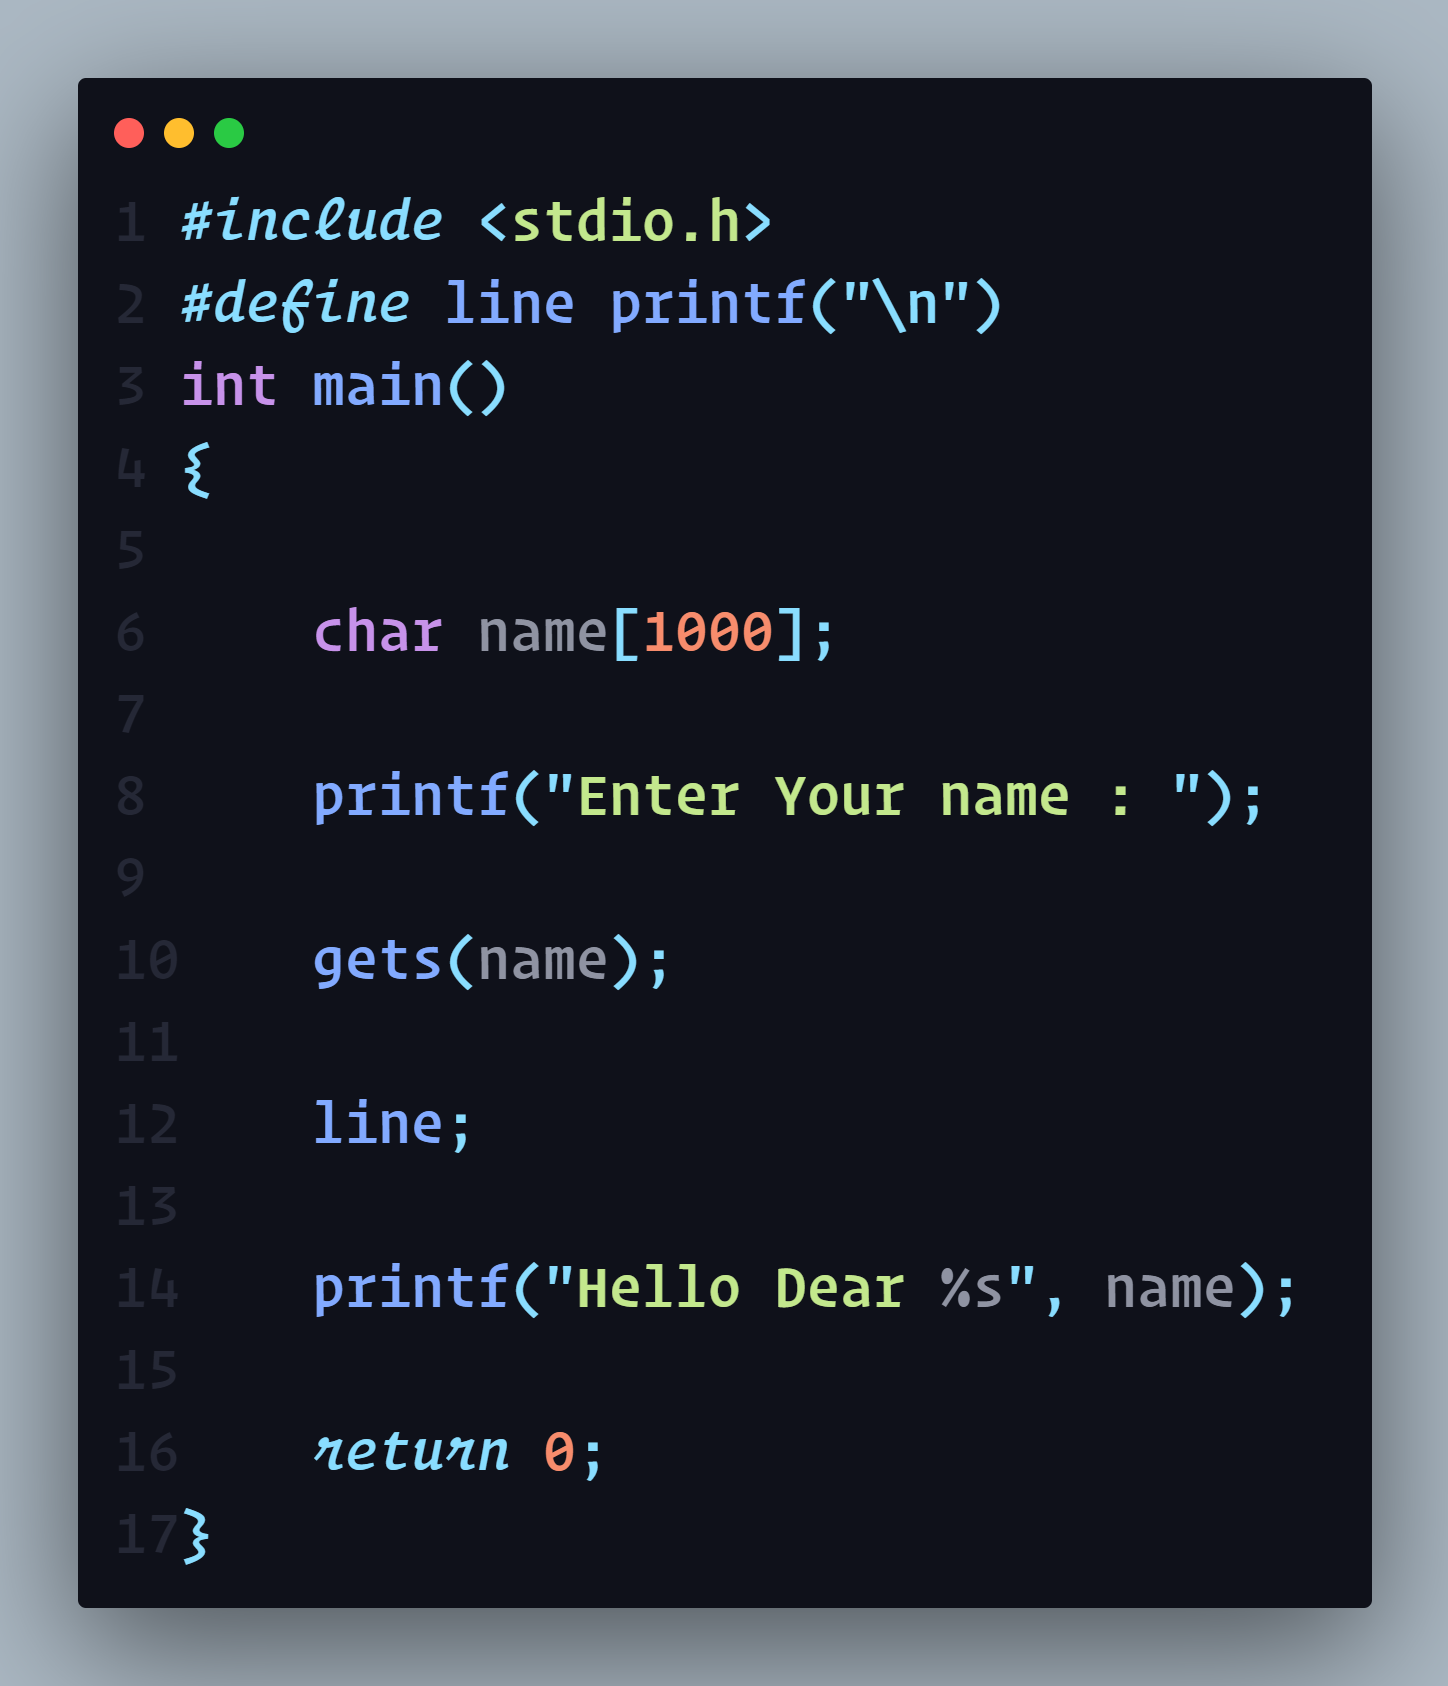 1 #include <stdio.h>
2 #define line printf("\n")
3 int main()
4 {
5
6     char name[1000];
7
8     printf("Enter Your name : ");
9
10    gets(name);
11
12    line;
13
14    printf("Hello Dear %s", name);
15
16    return 0;
17}